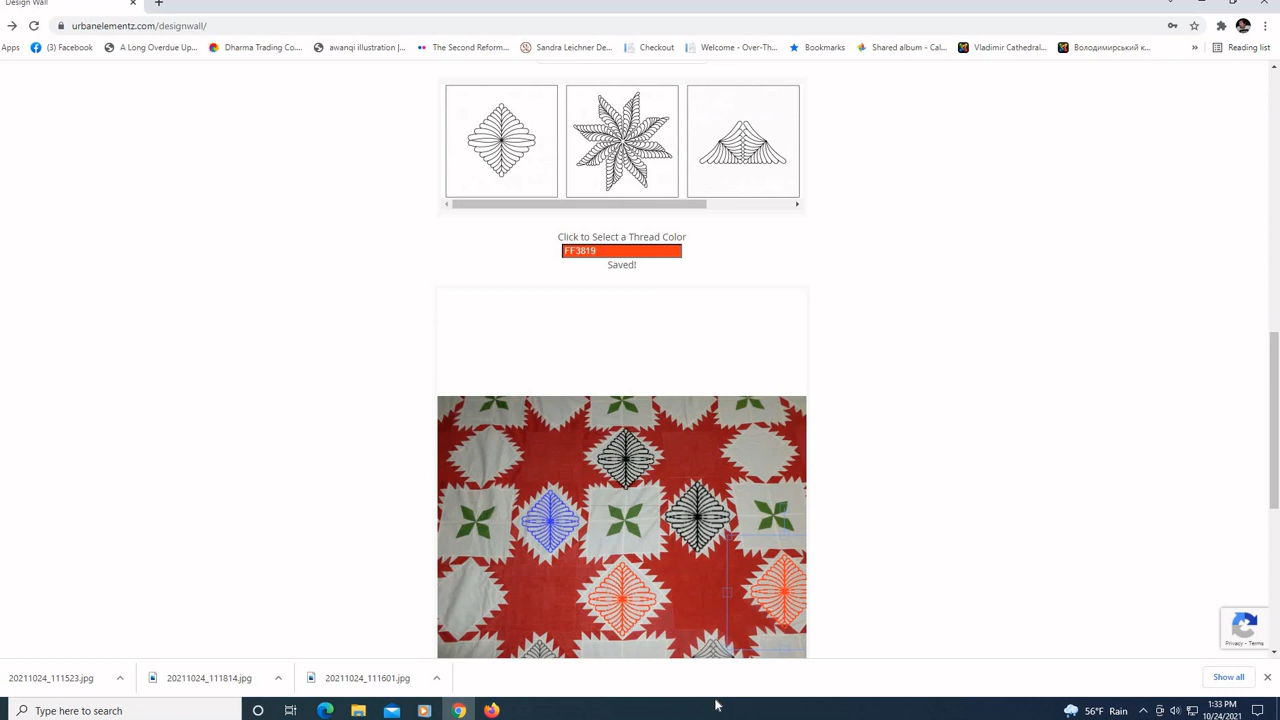 Design Wall
urbanelementz.com/designwall/
Apps (3) Facebook A Long Overdue Up... Dharma Trading Co.... awanqi illustration |... The Second Reform... Sandra Leichner De... Checkout Welcome - Over-Th... Bookmarks Shared album - Cal... Vladimir Cathedral... Володимирський к... » Reading list
Click to Select a Thread Color
FF3819
Saved!
Privacy - Terms
20211024_111523.jpg 20211024_111814.jpg 20211024_111601.jpg Show all
Type here to search 56°F Rain 1:33 PM
10/24/2021